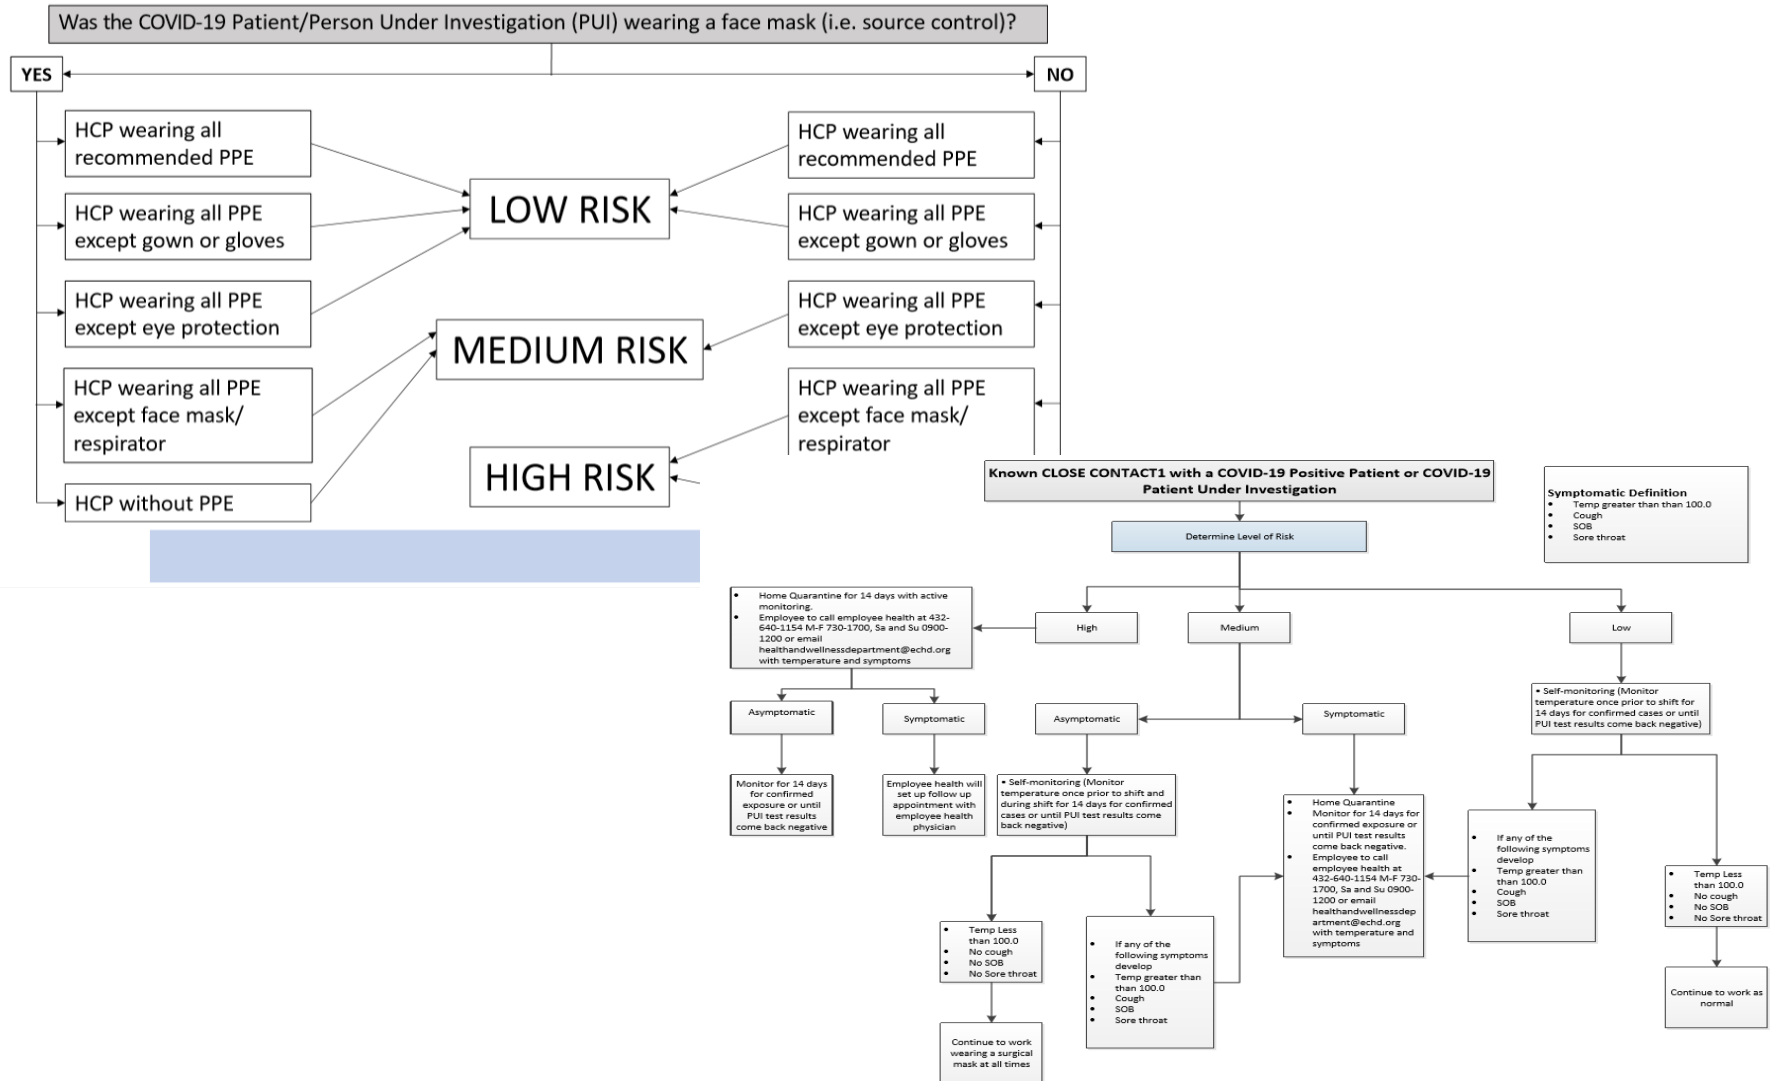 Was the COVID-19 Patient/Person Under Investigation (PUI) wearing a face mask (i.e. source control)?
YES
NO
HCP wearing all
recommended PPE
HCP wearing all PPE
except gown or gloves
HCP wearing all PPE
except eye protection
HCP wearing all PPE
except face mask/
respirator
HCP without PPE
LOW RISK
MEDIUM RISK
HIGH RISK
HCP wearing all
recommended PPE
HCP wearing all PPE
except gown or gloves
HCP wearing all PPE
except eye protection
HCP wearing all PPE
except face mask/
respirator
Known CLOSE CONTACT1 with a COVID-19 Positive Patient or COVID-19
Patient Under Investigation
Symptomatic Definition
• Temp greater than than 100.0
• Cough
• SOB
• Sore throat
Determine Level of Risk
High
Medium
Low
• Home Quarantine for 14 days with active
monitoring.
• Employee to call employee health at 432-
640-1154 M-F 730-1700, Sa and Su 0900-
1200 or email
healthandwellnessdepartment@echd.org
with temperature and symptoms
Asymptomatic
Symptomatic
Monitor for 14 days
for confirmed
exposure or until
PUI test results
come back negative
Employee health will
set up follow up
appointment with
employee health
physician
Asymptomatic
Symptomatic
• Self-monitoring (Monitor
temperature once prior to shift and
during shift for 14 days for confirmed
cases or until PUI test results come
back negative)
• Temp Less
than 100.0
• No cough
• No SOB
• No Sore throat
Continue to work
wearing a surgical
mask at all times
• If any of the
following symptoms
develop
• Temp greater than
than 100.0
• Cough
• SOB
• Sore throat
• Home Quarantine
• Monitor for 14 days for
confirmed exposure or
until PUI test results
come back negative.
• Employee to call
employee health at
432-640-1154 M-F 730-
1700, Sa and Su 0900-
1200 or email
healthandwellnessdep
artment@echd.org
with temperature and
symptoms
• Self-monitoring (Monitor
temperature once prior to shift for
14 days for confirmed cases or until
PUI test results come back negative)
• If any of the
following symptoms
develop
• Temp greater than
than 100.0
• Cough
• SOB
• Sore throat
• Temp Less
than 100.0
• No cough
• No SOB
• No Sore throat
Continue to work as
normal